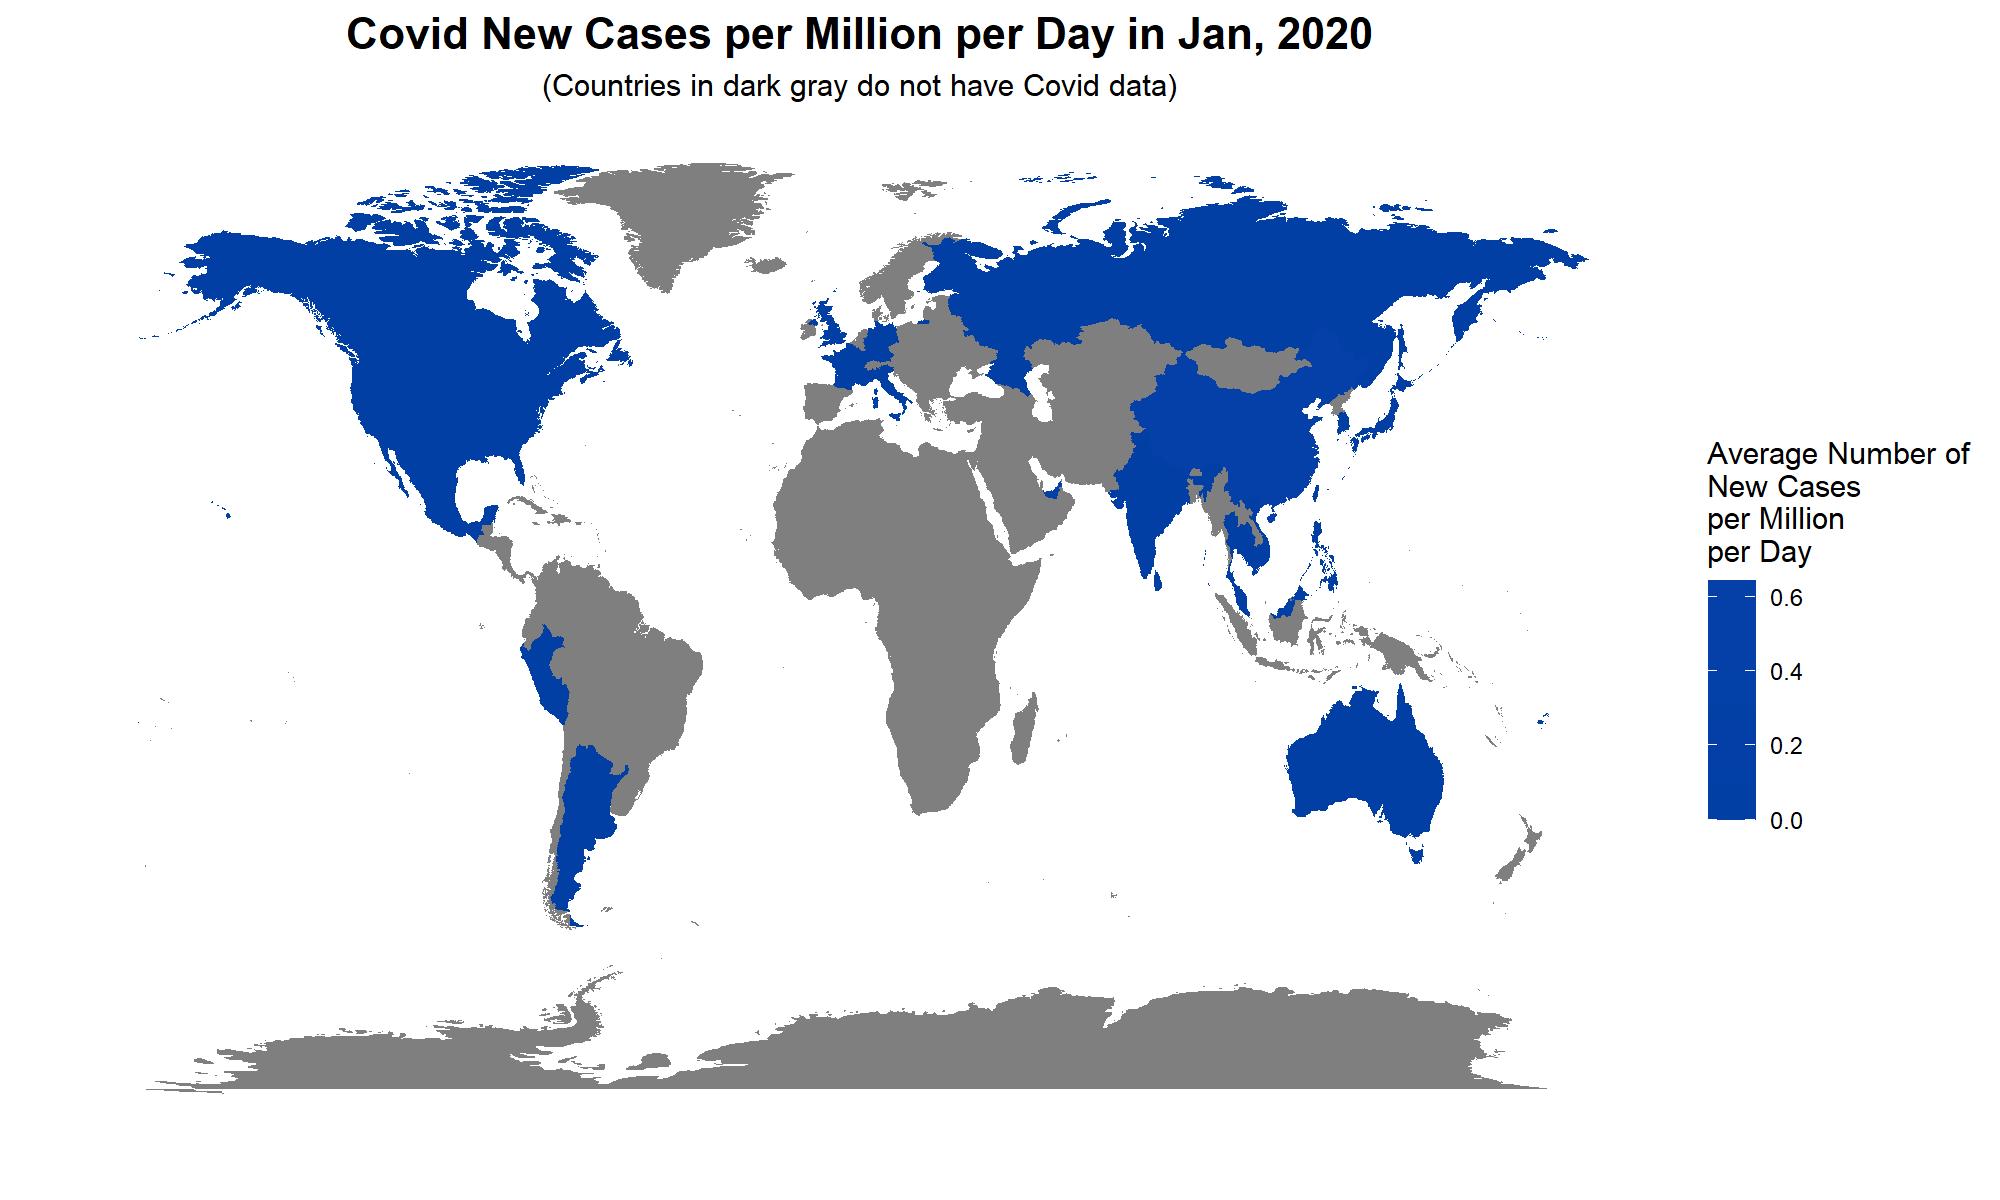 Covid New Cases per Million per Day in Jan, 2020
(Countries in dark gray do not have Covid data)
Average Number of
New Cases
per Million
per Day
0.6
0.4
0.2
0.0